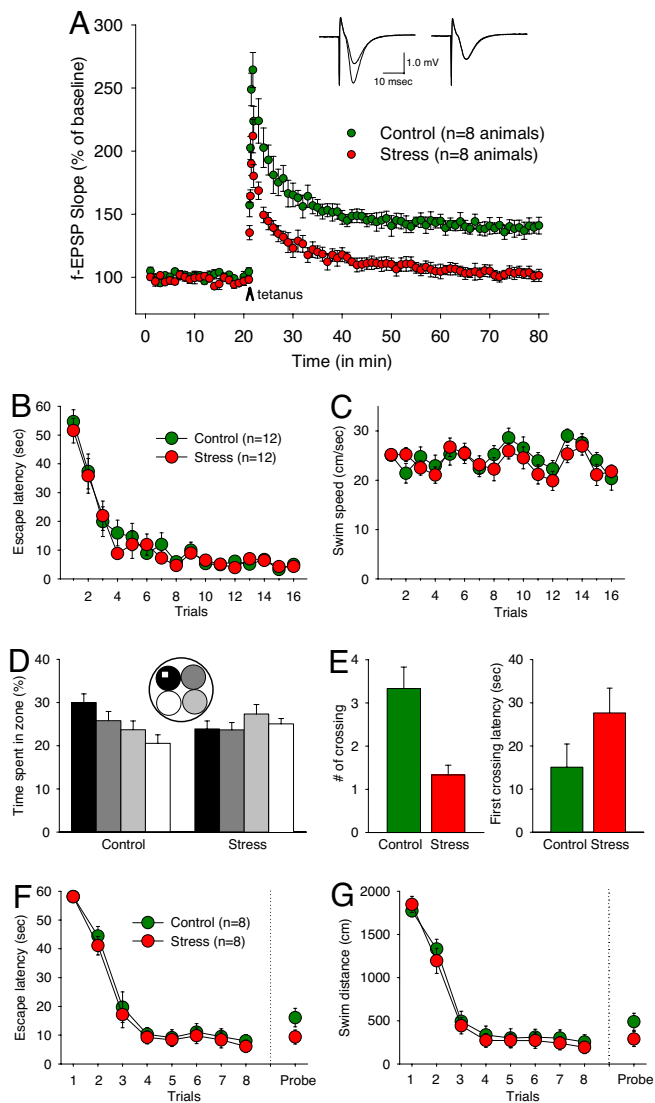 A
300
250
200
150
100
f-EPSP Slope (% of baseline)
1.0 mV
10 msec
Control (n=8 animals)
Stress (n=8 animals)
tetanus
0 10 20 30 40 50 60 70 80
Time (in min)
B
60
50
40
30
20
10
0
Escape latency (sec)
Control (n=12)
Stress (n=12)
2 4 6 8 10 12 14 16
Trials
C
30
20
10
0
Swim speed (cm/sec)
2 4 6 8 10 12 14 16
Trials
D
40
30
20
10
0
Time spent in zone (%)
Control Stress
E
4
3
2
1
0
# of crossing
Control Stress
40
30
20
10
0
First crossing latency (sec)
Control Stress
F
60
50
40
30
20
10
0
Escape latency (sec)
Control (n=8)
Stress (n=8)
1 2 3 4 5 6 7 8 Probe
Trials
G
2000
1500
1000
500
0
Swim distance (cm)
1 2 3 4 5 6 7 8 Probe
Trials